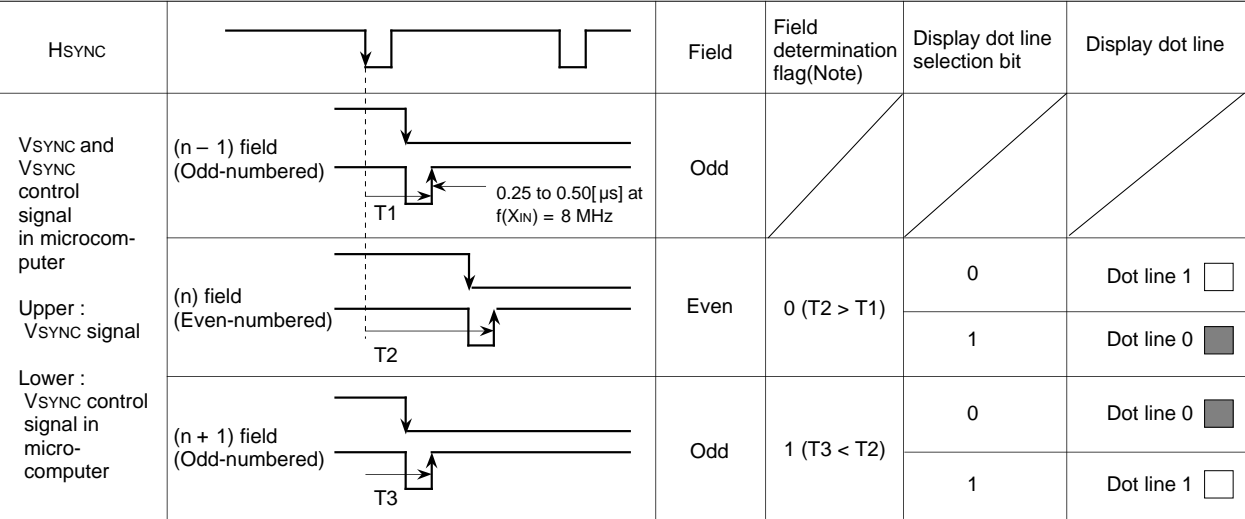 HSYNC
Field
Field
determination
flag(Note)
Display dot line
selection bit
Display dot line
VSYNC and
VSYNC
control
signal
in microcom-
puter
Upper :
VSYNC signal
Lower :
VSYNC control
signal in
micro-
computer
(n – 1) field
(Odd-numbered)
T1
0.25 to 0.50[ µs] at
f(XIN) = 8 MHz
Odd
(n) field
(Even-numbered)
T2
Even
0 (T2 > T1)
0
Dot line 1
1
Dot line 0
(n + 1) field
(Odd-numbered)
T3
Odd
1 (T3 < T2)
0
Dot line 0
1
Dot line 1